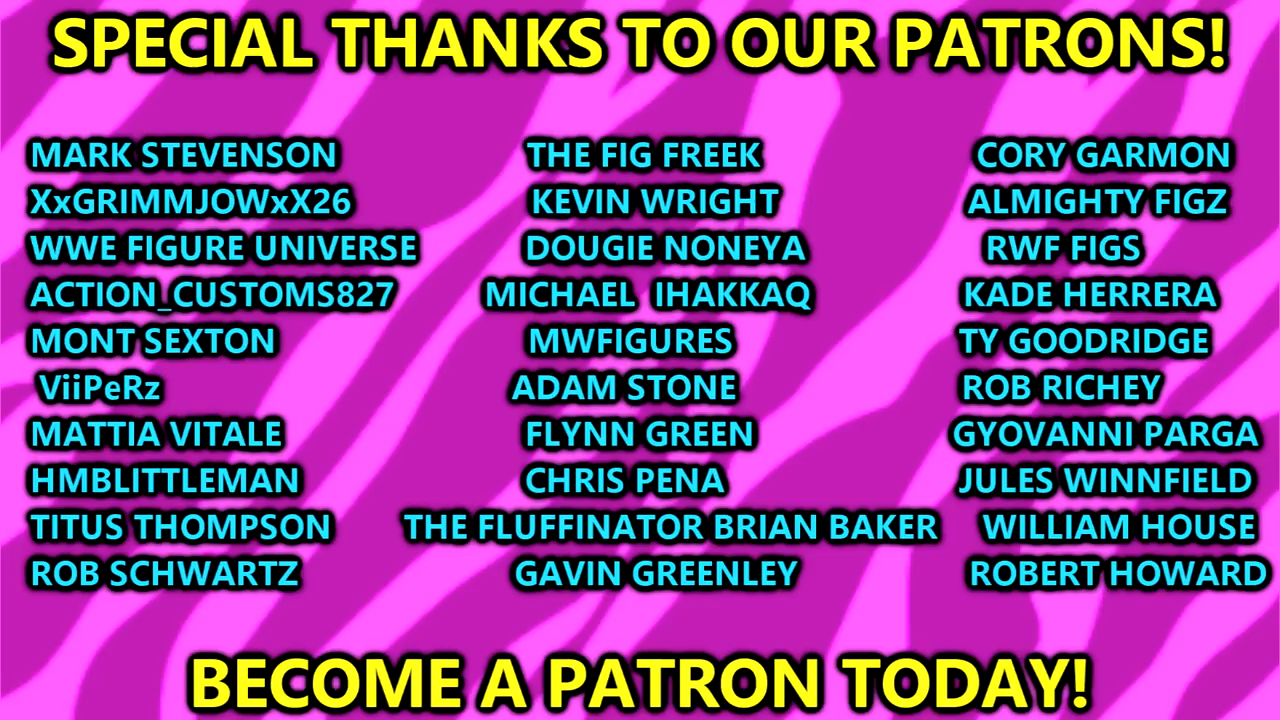 SPECIAL THANKS TO OUR PATRONS!
MARK STEVENSON THE FIG FREEK CORY GARMON
XxGRIMMJOWxX26 KEVIN WRIGHT ALMIGHTY FIGZ
WWE FIGURE UNIVERSE DOUGIE NONEYA RWF FIGS
ACTION_CUSTOMS827 MICHAEL IHAKKAQ KADE HERRERA
MONT SEXTON MWFIGURES TY GOODRIDGE
ViiPeRz ADAM STONE ROB RICHEY
MATTIA VITALE FLYNN GREEN GYOVANNI PARGA
HMBLITTLEMAN CHRIS PENA JULES WINNFIELD
TITUS THOMPSON THE FLUFFINATOR BRIAN BAKER WILLIAM HOUSE
ROB SCHWARTZ GAVIN GREENLEY ROBERT HOWARD
BECOME A PATRON TODAY!